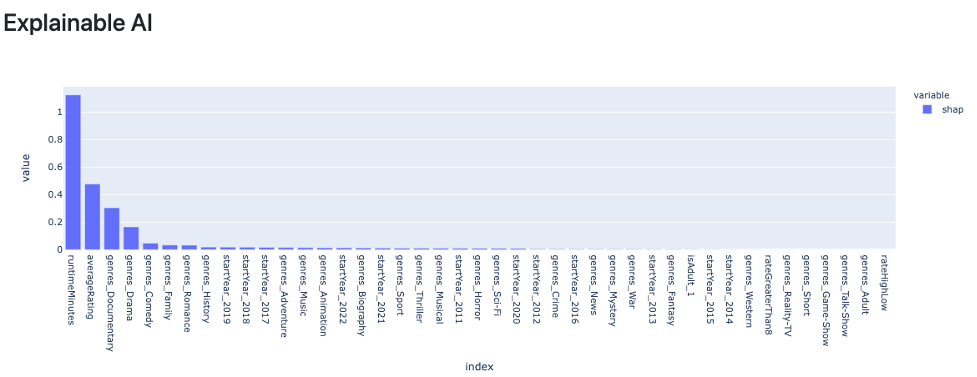 Explainable AI
variable
shap
value
1
0.8
0.6
0.4
0.2
0
runtimeMinutes
averageRating
genres_Documentary
genres_Drama
genres_Comedy
genres_Family
genres_Romance
genres_History
startYear_2019
startYear_2018
startYear_2017
genres_Adventure
genres_Music
genres_Animation
startYear_2022
genres_Biography
startYear_2021
genres_Sport
genres_Thriller
genres_Musical
startYear_2011
genres_Horror
genres_Sci-Fi
startYear_2020
startYear_2012
genres_Crime
startYear_2016
genres_News
genres_Mystery
genres_War
startYear_2013
genres_Fantasy
isAdult_1
startYear_2015
startYear_2014
genres_Western
rateGreaterThan8
genres_Reality-TV
genres_Short
genres_Game-Show
genres_Talk-Show
genres_Adult
rateHighLow
index